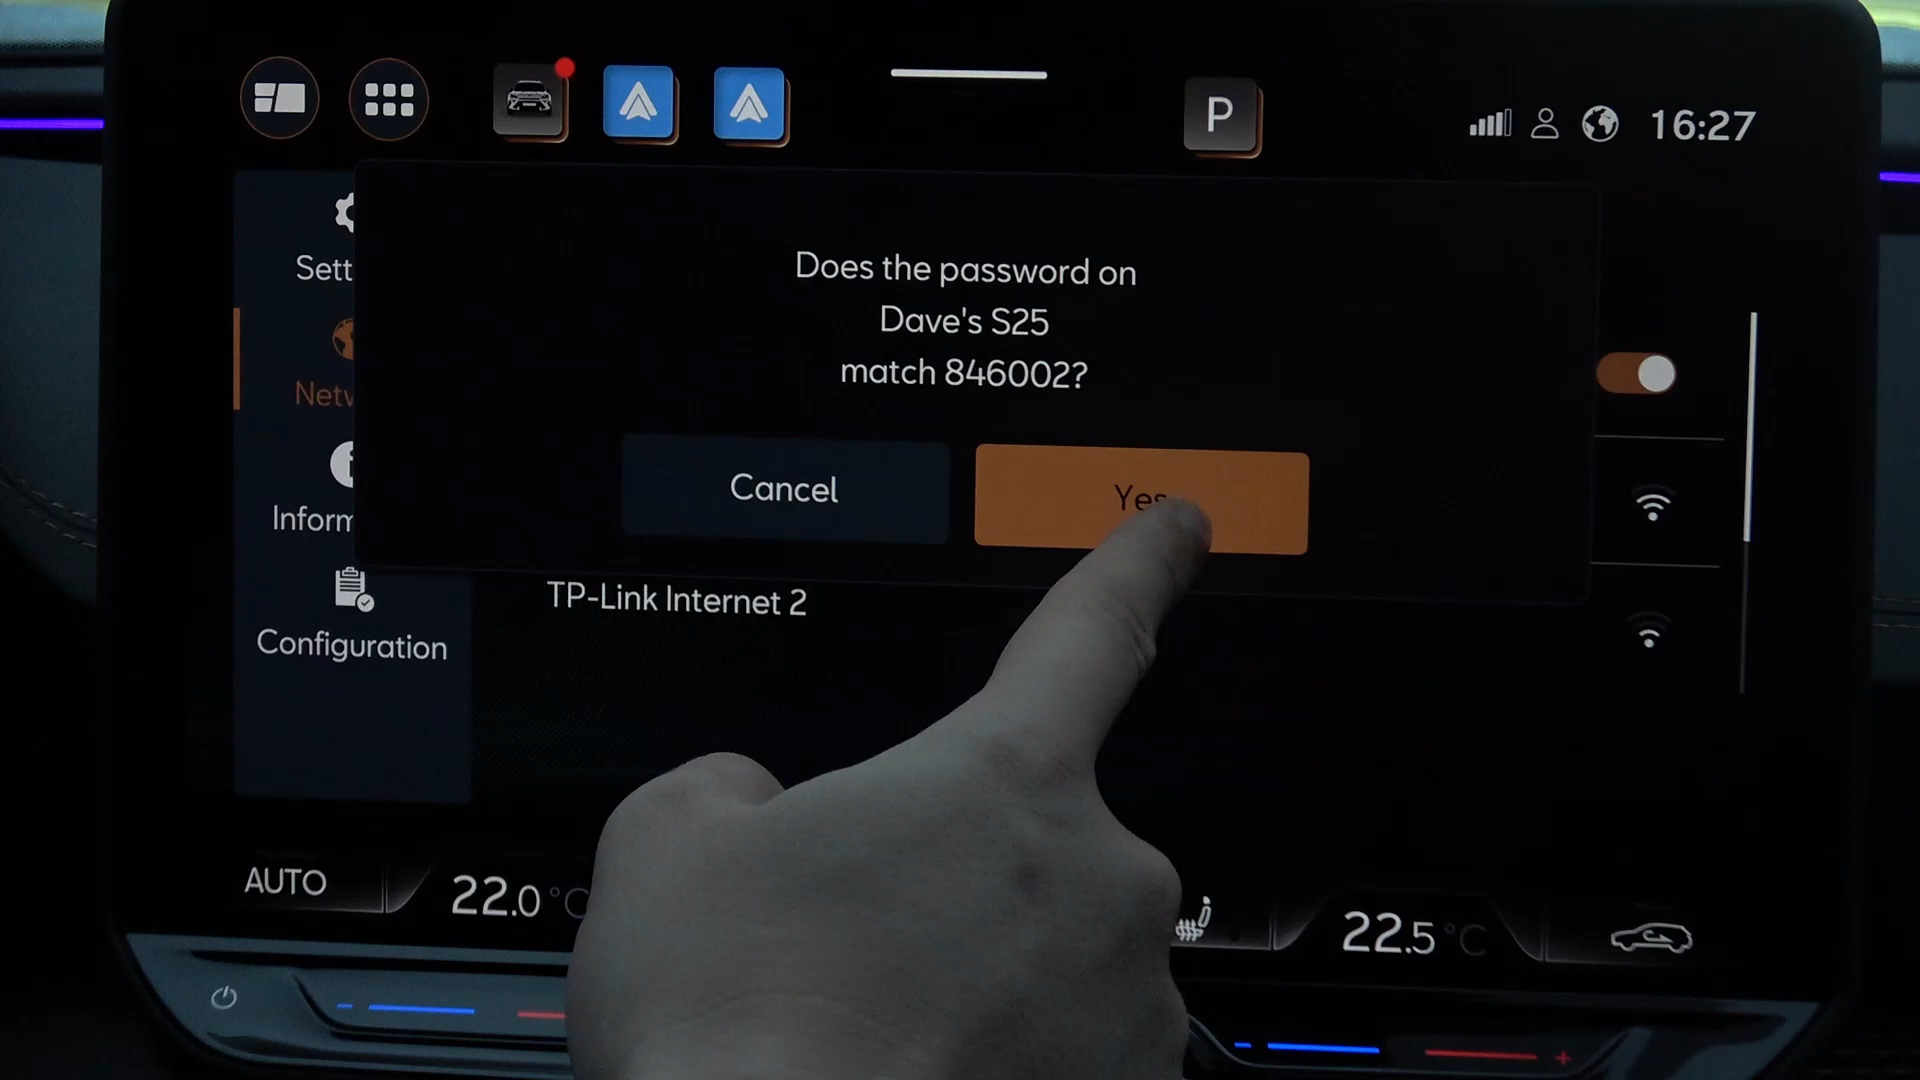 P
16:27
Sett
Does the password on
Dave's S25
match 846002?
Netw
Cancel
Yes
Inform
TP-Link Internet 2
Configuration
AUTO
22.0 °C
22.5 °C